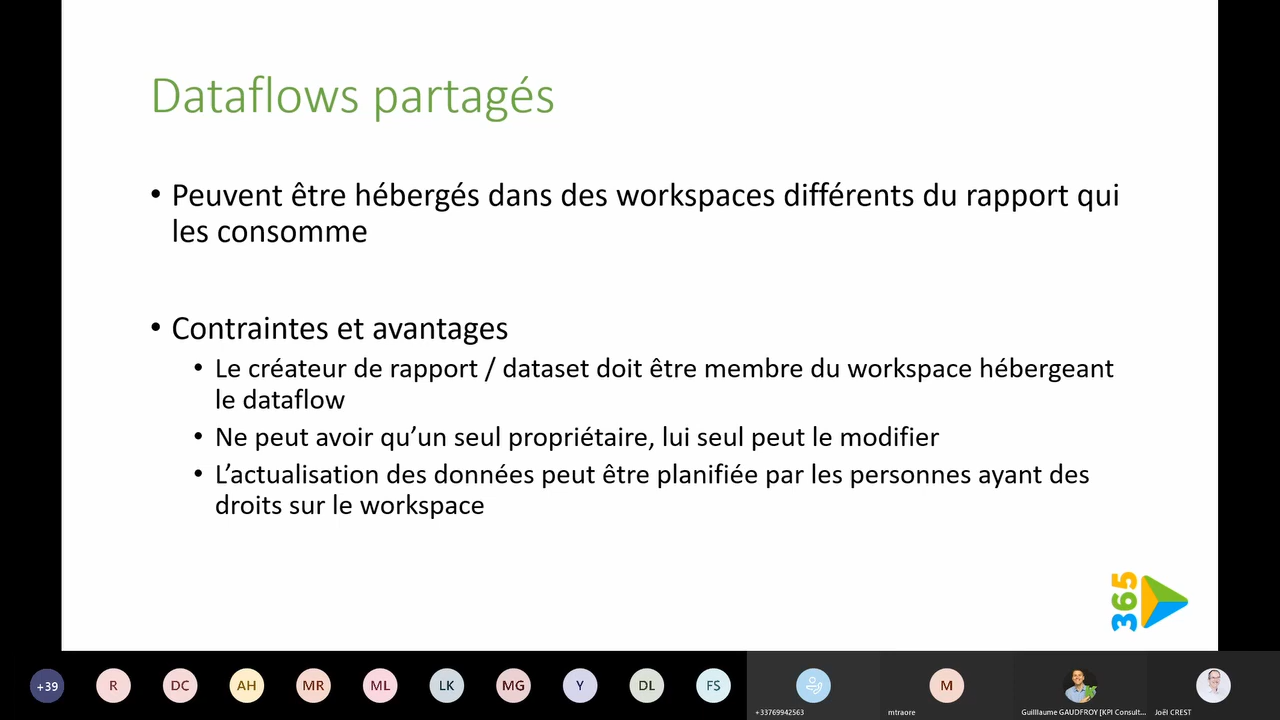 Dataflows partagés
• Peuvent être hébergés dans des workspaces différents du rapport qui
les consomme
• Contraintes et avantages
• Le créateur de rapport / dataset doit être membre du workspace hébergeant
le dataflow
• Ne peut avoir qu’un seul propriétaire, lui seul peut le modifier
• L’actualisation des données peut être planifiée par les personnes ayant des
droits sur le workspace
365
+39 R DC AH MR ML LK MG Y DL FS M
+33769942563 mtraore Guillaume GAUDFROY [KPI Consult... Joël CREST